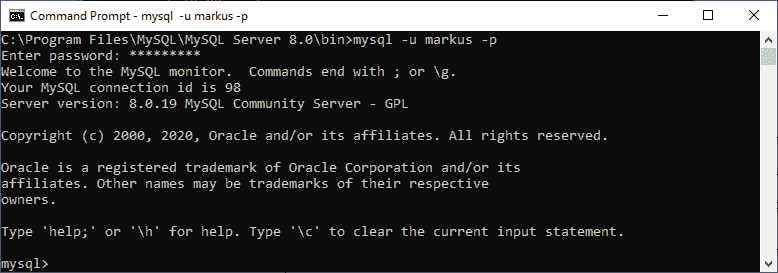 Command Prompt - mysql  -u markus -p
C:\Program Files\MySQL\MySQL Server 8.0\bin>mysql -u markus -p
Enter password: *********
Welcome to the MySQL monitor.  Commands end with ; or \g.
Your MySQL connection id is 98
Server version: 8.0.19 MySQL Community Server - GPL
Copyright (c) 2000, 2020, Oracle and/or its affiliates. All rights reserved.
Oracle is a registered trademark of Oracle Corporation and/or its
affiliates. Other names may be trademarks of their respective
owners.
Type 'help;' or '\h' for help. Type '\c' to clear the current input statement.
mysql>